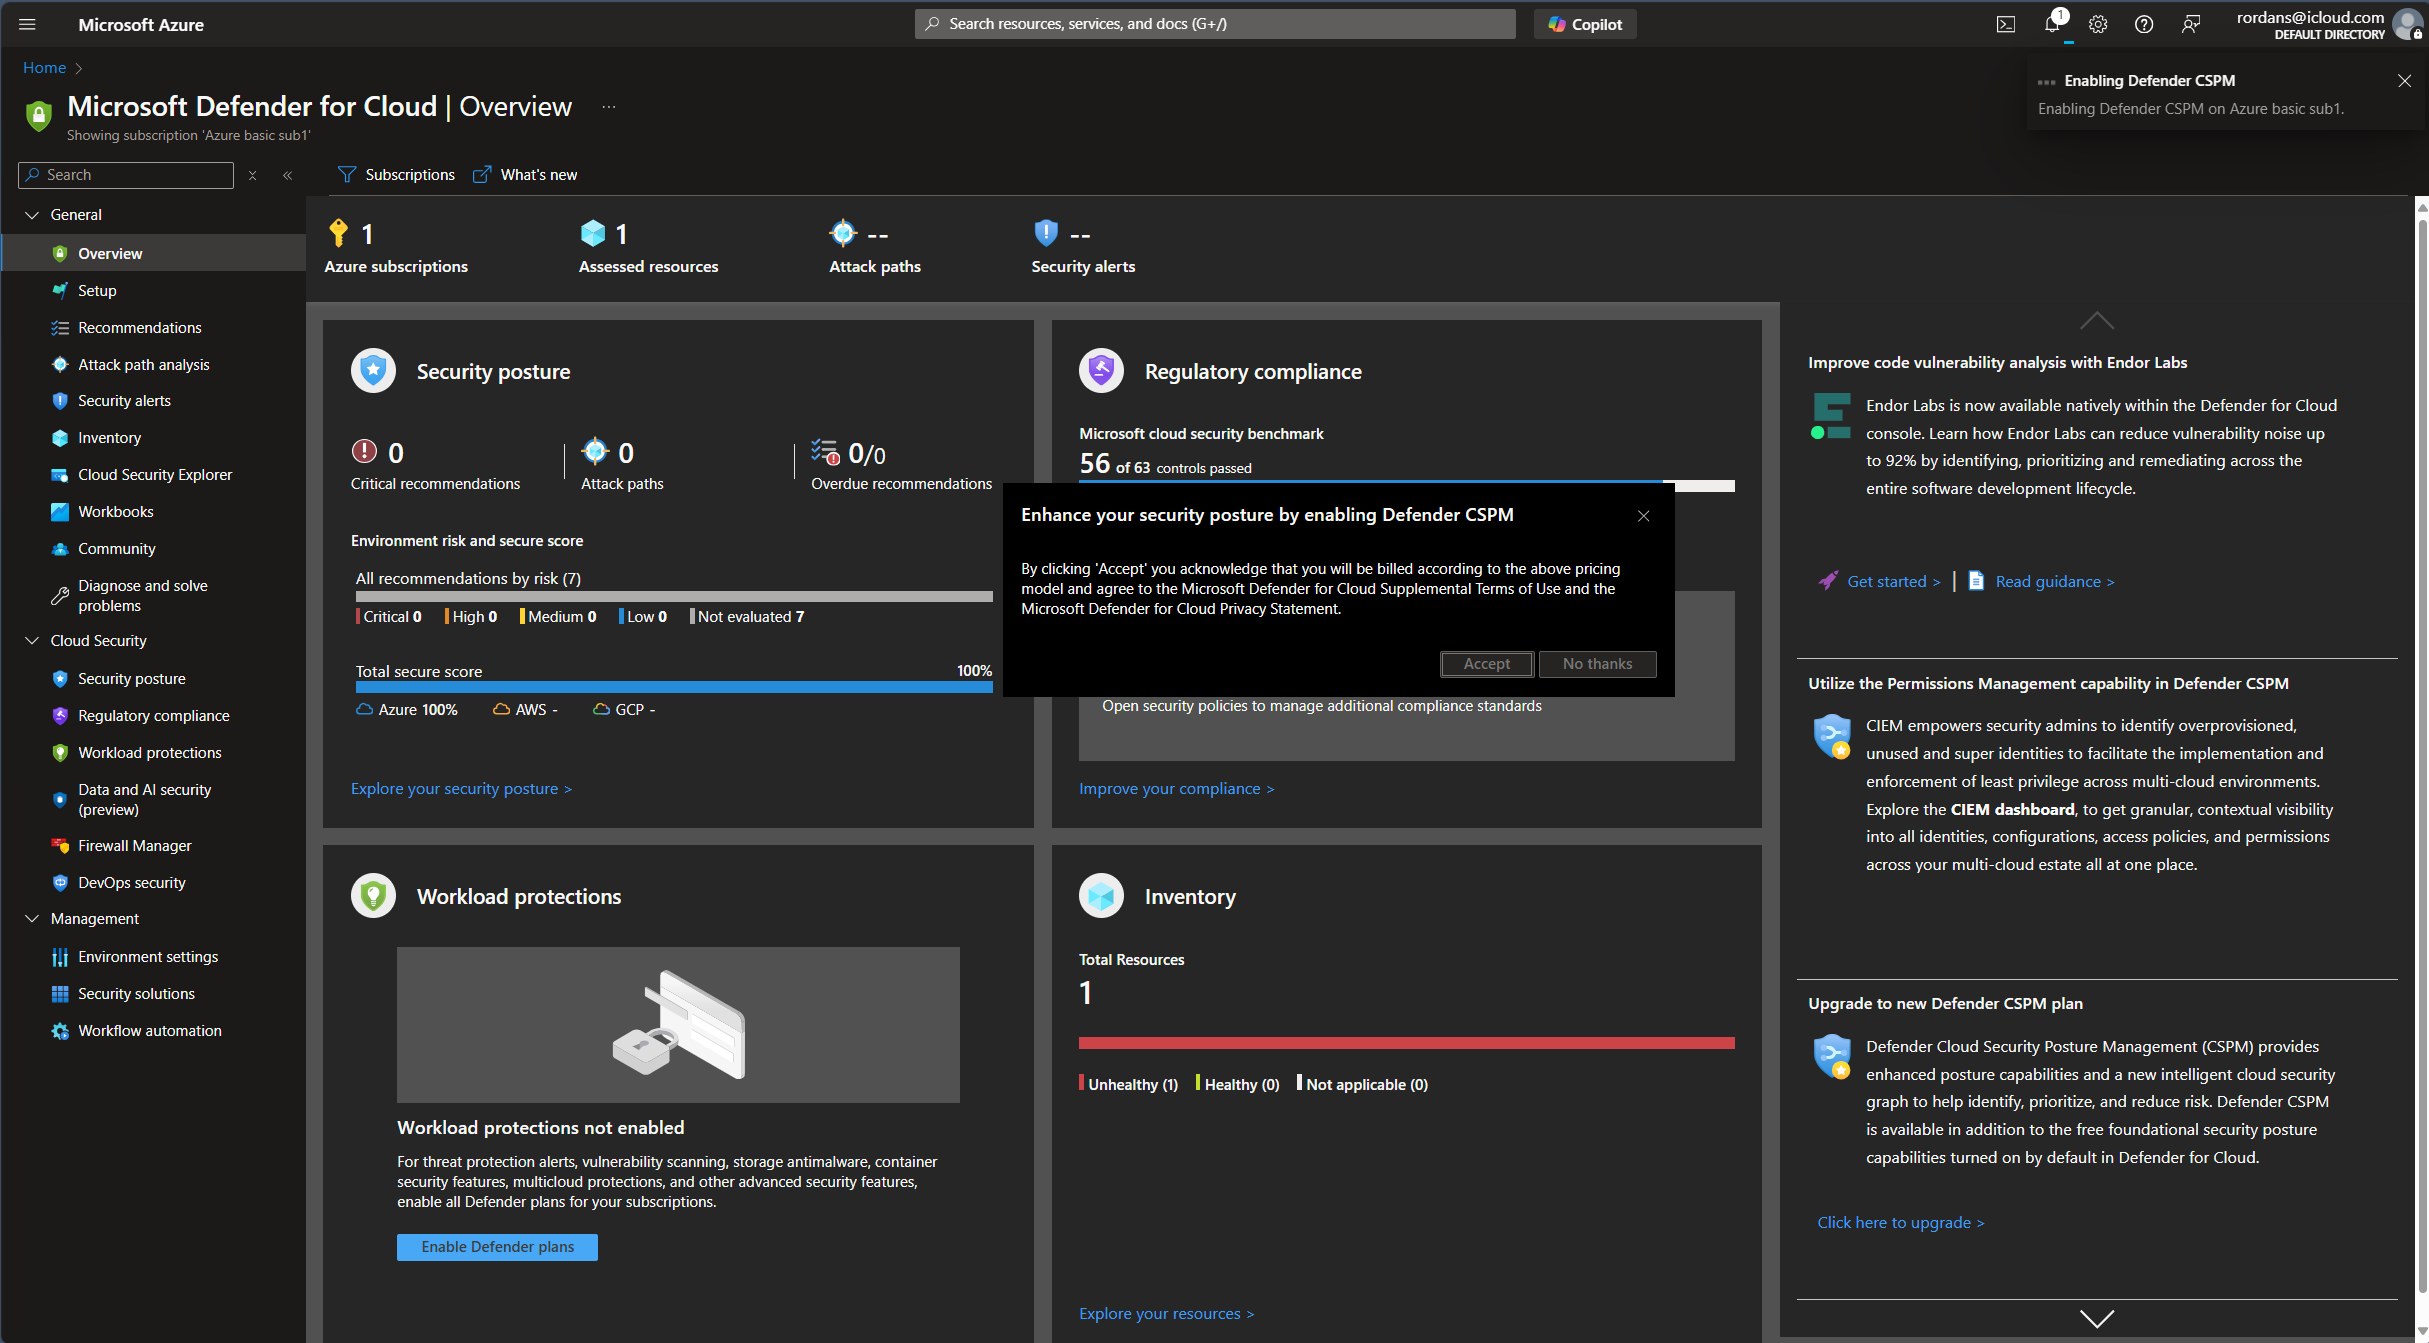 Microsoft Azure
Search resources, services, and docs (G+/)
Copilot
1
rordans@icloud.com
DEFAULT DIRECTORY
Home
Enabling Defender CSPM
Enabling Defender CSPM on Azure basic sub1.
Microsoft Defender for Cloud | Overview
Showing subscription 'Azure basic sub1'
Search
Subscriptions
What's new
General
Overview
Setup
Recommendations
Attack path analysis
Security alerts
Inventory
Cloud Security Explorer
Workbooks
Community
Diagnose and solve
problems
Cloud Security
Security posture
Regulatory compliance
Workload protections
Data and AI security
(preview)
Firewall Manager
DevOps security
Management
Environment settings
Security solutions
Workflow automation
1
Azure subscriptions
1
Assessed resources
--
Attack paths
--
Security alerts
Security posture
0
Critical recommendations
0
Attack paths
0/0
Overdue recommendations
Environment risk and secure score
All recommendations by risk (7)
Critical 0
High 0
Medium 0
Low 0
Not evaluated 7
Total secure score
100%
Azure 100%
AWS -
GCP -
Explore your security posture >
Regulatory compliance
Microsoft cloud security benchmark
56 of 63 controls passed
Enhance your security posture by enabling Defender CSPM
By clicking 'Accept' you acknowledge that you will be billed according to the above pricing
model and agree to the Microsoft Defender for Cloud Supplemental Terms of Use and the
Microsoft Defender for Cloud Privacy Statement.
Accept
No thanks
Open security policies to manage additional compliance standards
Improve your compliance >
Workload protections
Workload protections not enabled
For threat protection alerts, vulnerability scanning, storage antimalware, container
security features, multicloud protections, and other advanced security features,
enable all Defender plans for your subscriptions.
Enable Defender plans
Inventory
Total Resources
1
Unhealthy (1)
Healthy (0)
Not applicable (0)
Explore your resources >
Improve code vulnerability analysis with Endor Labs
Endor Labs is now available natively within the Defender for Cloud
console. Learn how Endor Labs can reduce vulnerability noise up
to 92% by identifying, prioritizing and remediating across the
entire software development lifecycle.
Get started >
Read guidance >
Utilize the Permissions Management capability in Defender CSPM
CIEM empowers security admins to identify overprovisioned,
unused and super identities to facilitate the implementation and
enforcement of least privilege across multi-cloud environments.
Explore the CIEM dashboard, to get granular, contextual visibility
into all identities, configurations, access policies, and permissions
across your multi-cloud estate all at one place.
Upgrade to new Defender CSPM plan
Defender Cloud Security Posture Management (CSPM) provides
enhanced posture capabilities and a new intelligent cloud security
graph to help identify, prioritize, and reduce risk. Defender CSPM
is available in addition to the free foundational security posture
capabilities turned on by default in Defender for Cloud.
Click here to upgrade >